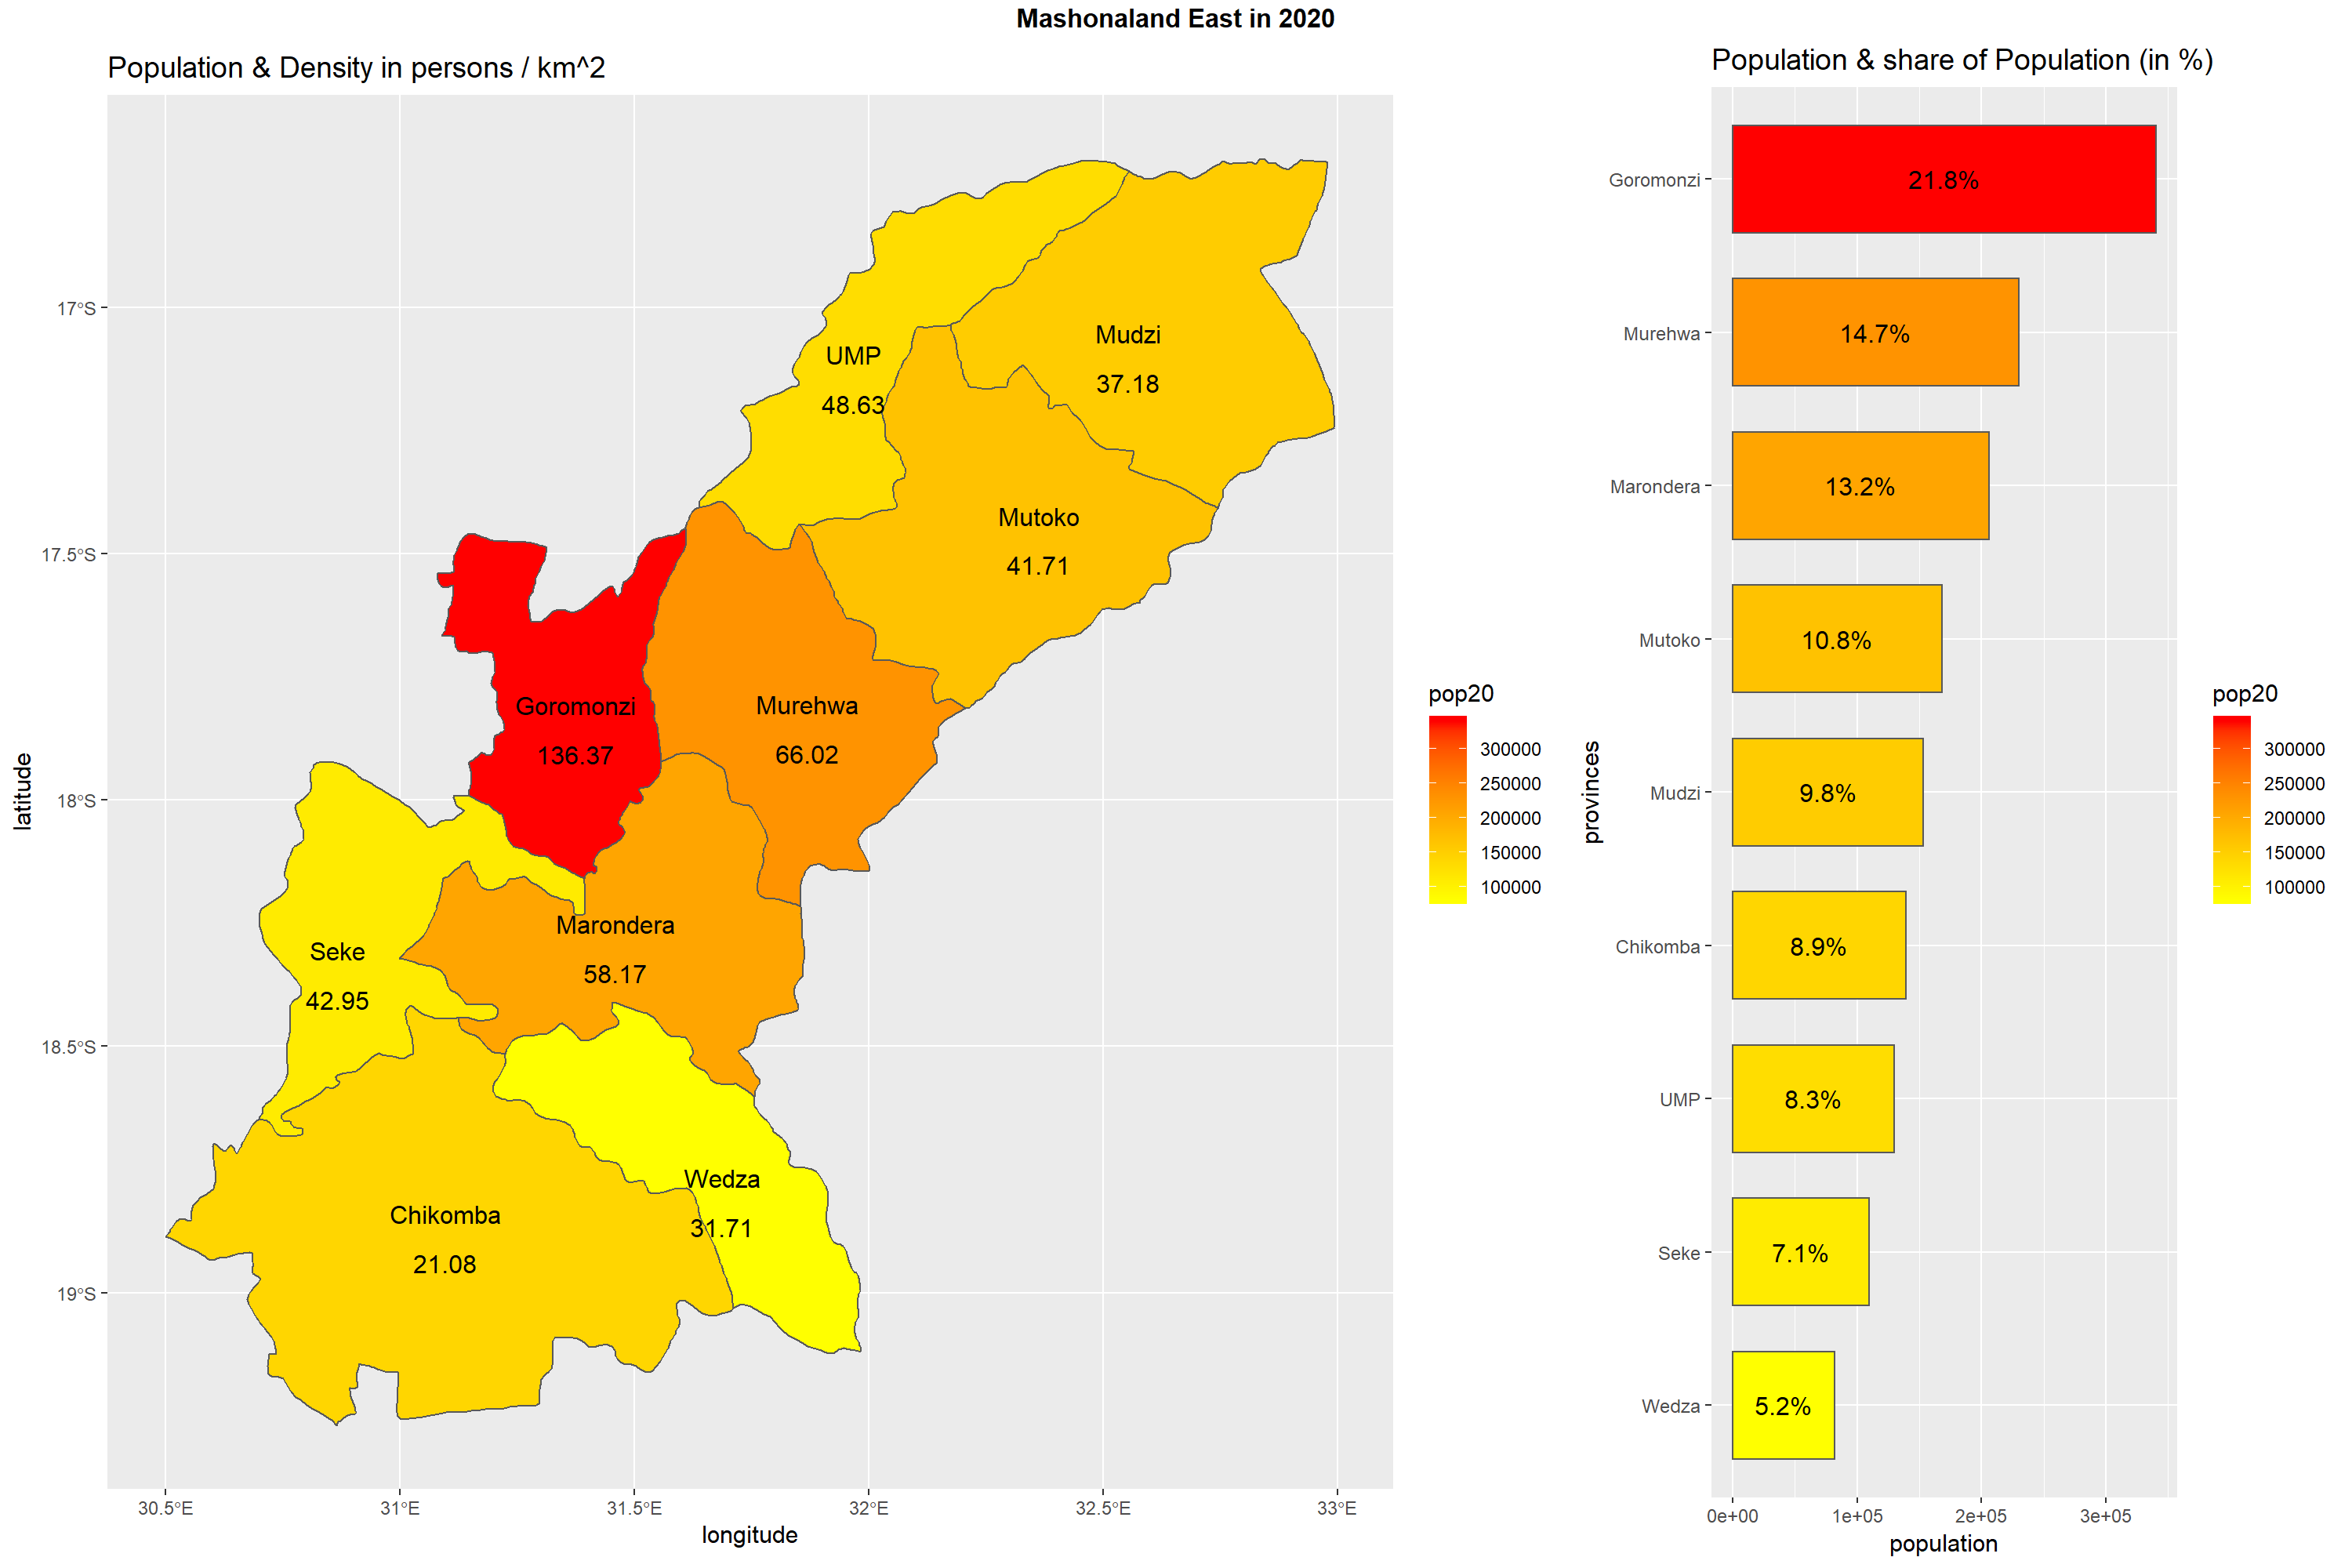 Mashonaland East in 2020
Population & Density in persons / km^2
latitude
17°S
17.5°S
18°S
18.5°S
19°S
Mudzi
37.18
UMP
48.63
Mutoko
41.71
Goromonzi
136.37
Murehwa
66.02
Marondera
58.17
Seke
42.95
Wedza
31.71
Chikomba
21.08
30.5°E
31°E
31.5°E
32°E
32.5°E
33°E
longitude
pop20
300000
250000
200000
150000
100000
Population & share of Population (in %)
provinces
Goromonzi 21.8%
Murehwa 14.7%
Marondera 13.2%
Mutoko 10.8%
Mudzi 9.8%
Chikomba 8.9%
UMP 8.3%
Seke 7.1%
Wedza 5.2%
0e+00 1e+05 2e+05 3e+05
population
pop20
300000
250000
200000
150000
100000